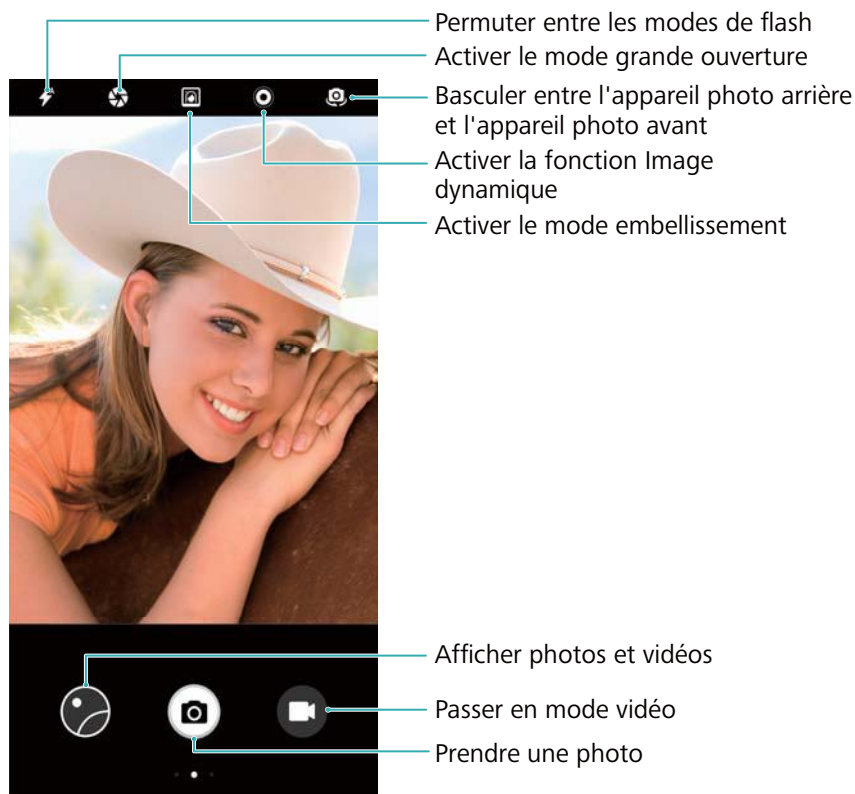 Permuter entre les modes de flash
Activer le mode grande ouverture
Basculer entre l'appareil photo arrière
et l'appareil photo avant
Activer la fonction Image
dynamique
Activer le mode embellissement
Afficher photos et vidéos
Passer en mode vidéo
Prendre une photo